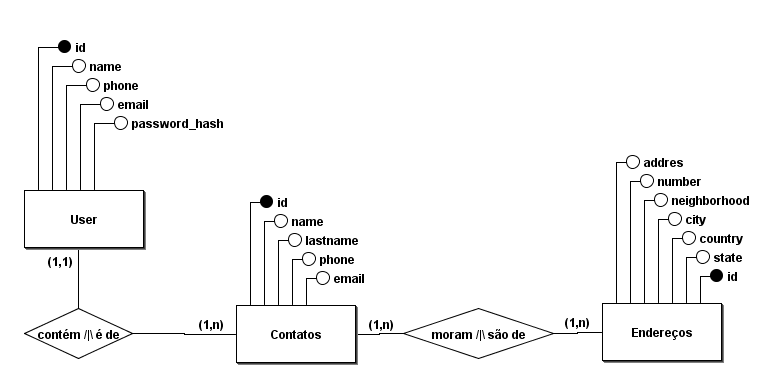 id
name
phone
email
password_hash
User
(1,1)
contém /|\ é de
(1,n)
id
name
lastname
phone
email
Contatos
(1,n)
moram /|\ são de
(1,n)
addres
number
neighborhood
city
country
state
id
Endereços